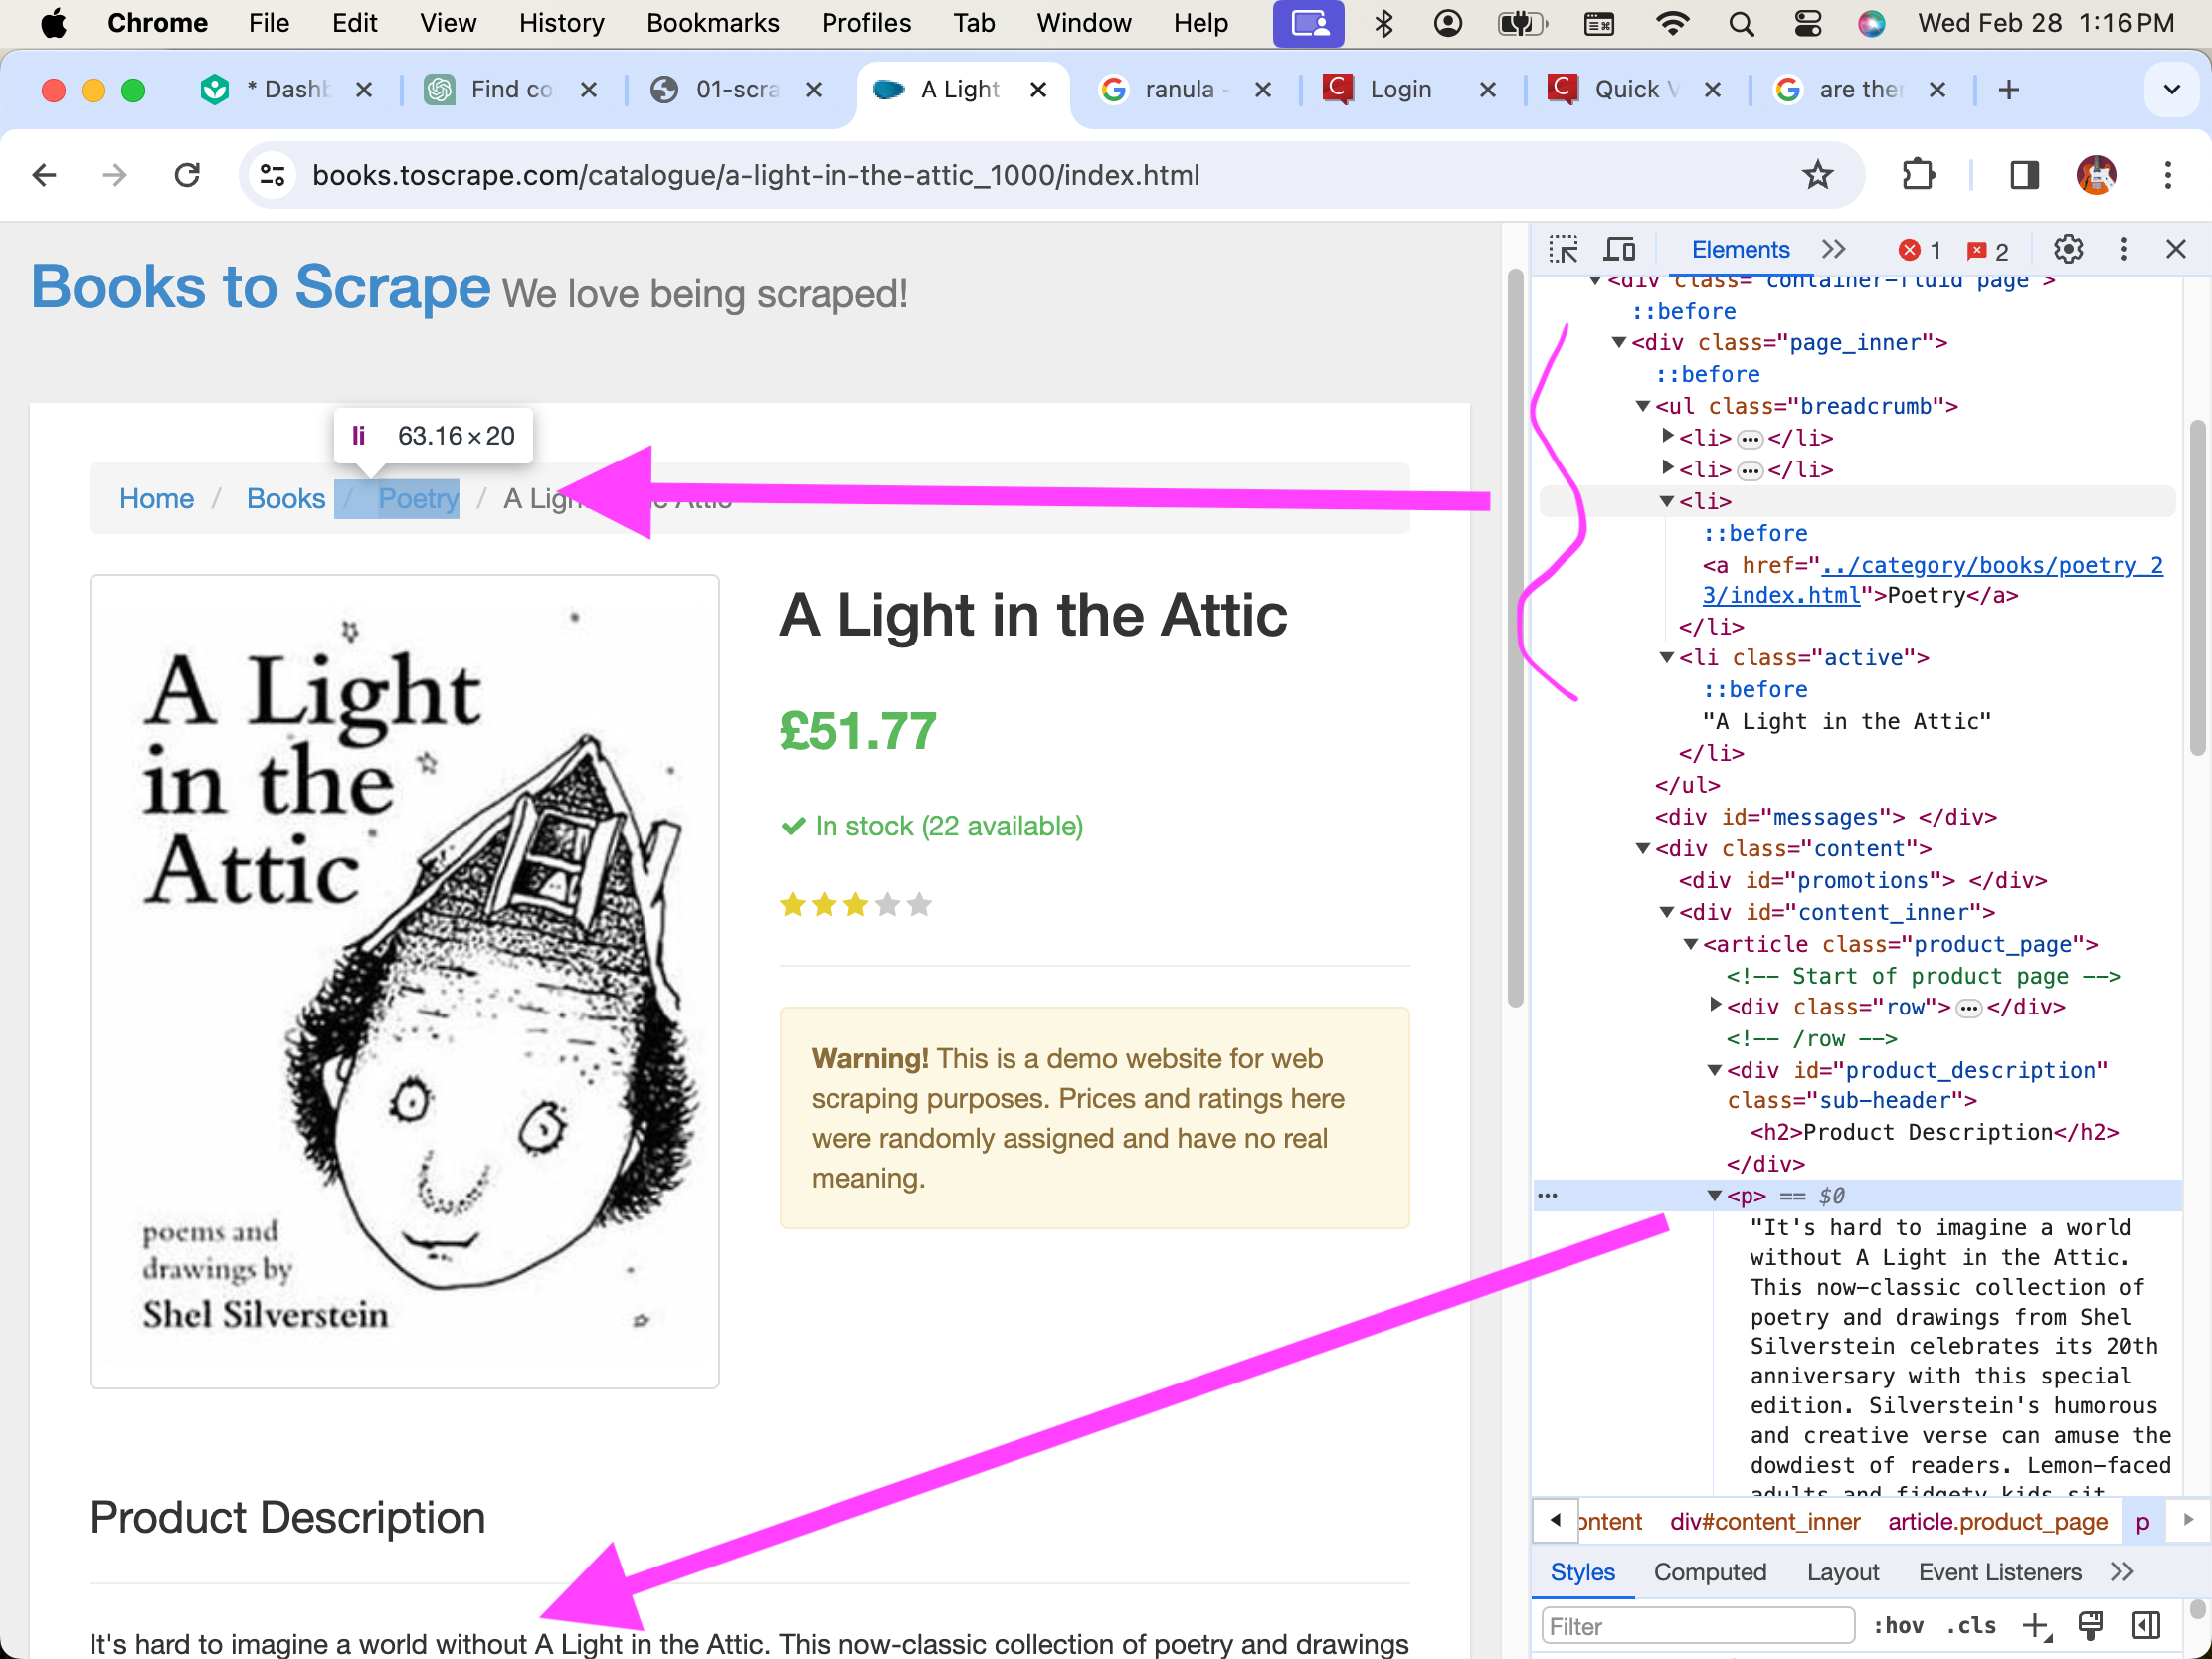 Chrome File Edit View History Bookmarks Profiles Tab Window Help Wed Feb 28 1:16 PM
* Dashb Find co 01-scra A Light ranula - Login Quick V are ther
books.toscrape.com/catalogue/a-light-in-the-attic_1000/index.html
Books to Scrape We love being scraped!
li 63.16×20
Home / Books / Poetry / A Light Attic
A Light
in the
Attic
poems and
drawings by
Shel Silverstein
A Light in the Attic
£51.77
In stock (22 available)
Warning! This is a demo website for web
scraping purposes. Prices and ratings here
were randomly assigned and have no real
meaning.
Product Description
It's hard to imagine a world without A Light in the Attic. This now-classic collection of poetry and drawings
Elements 1 2
<div class="container-fluid page">
::before
<div class="page_inner">
::before
<ul class="breadcrumb">
<li> … </li>
<li> … </li>
<li>
::before
<a href="../category/books/poetry_2
3/index.html">Poetry</a>
</li>
<li class="active">
::before
"A Light in the Attic"
</li>
</ul>
<div id="messages"> </div>
<div class="content">
<div id="promotions"> </div>
<div id="content_inner">
<article class="product_page">
<!-- Start of product page -->
<div class="row"> … </div>
<!-- /row -->
<div id="product_description"
class="sub-header">
<h2>Product Description</h2>
</div>
… <p> == $0
"It's hard to imagine a world
without A Light in the Attic.
This now-classic collection of
poetry and drawings from Shel
Silverstein celebrates its 20th
anniversary with this special
edition. Silverstein's humorous
and creative verse can amuse the
dowdiest of readers. Lemon-faced
adults and fidgety kids sit
ontent div#content_inner article.product_page p
Styles Computed Layout Event Listeners
Filter :hov .cls